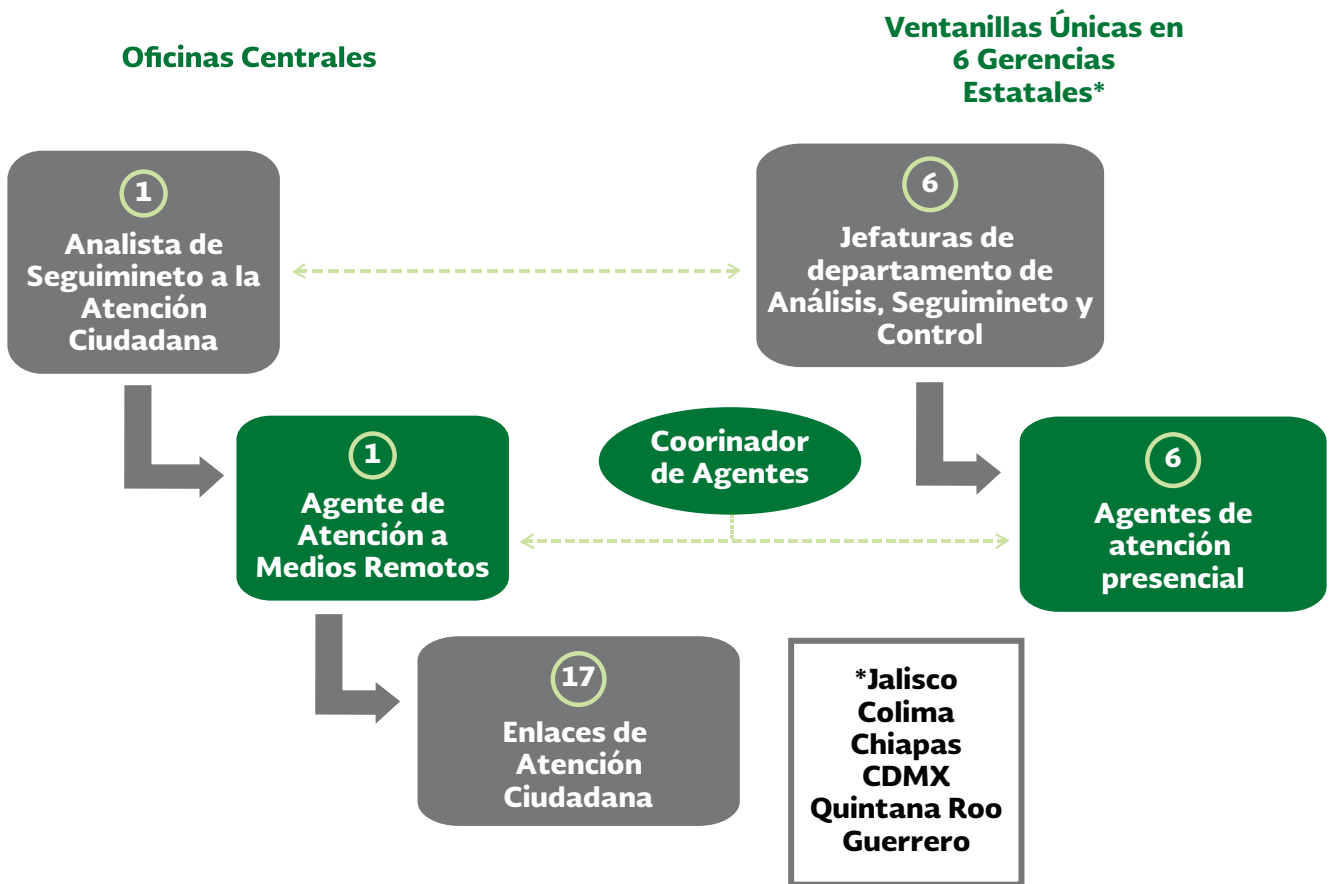 Oficinas Centrales
Ventanillas Únicas en
6 Gerencias
Estatales*
1
Analista de
Seguimineto a la
Atención
Ciudadana
6
Jefaturas de
departamento de
Análisis, Seguimineto y
Control
1
Agente de
Atención a
Medios Remotos
Coorinador
de Agentes
6
Agentes de
atención
presencial
17
Enlaces de
Atención
Ciudadana
*Jalisco
Colima
Chiapas
CDMX
Quintana Roo
Guerrero